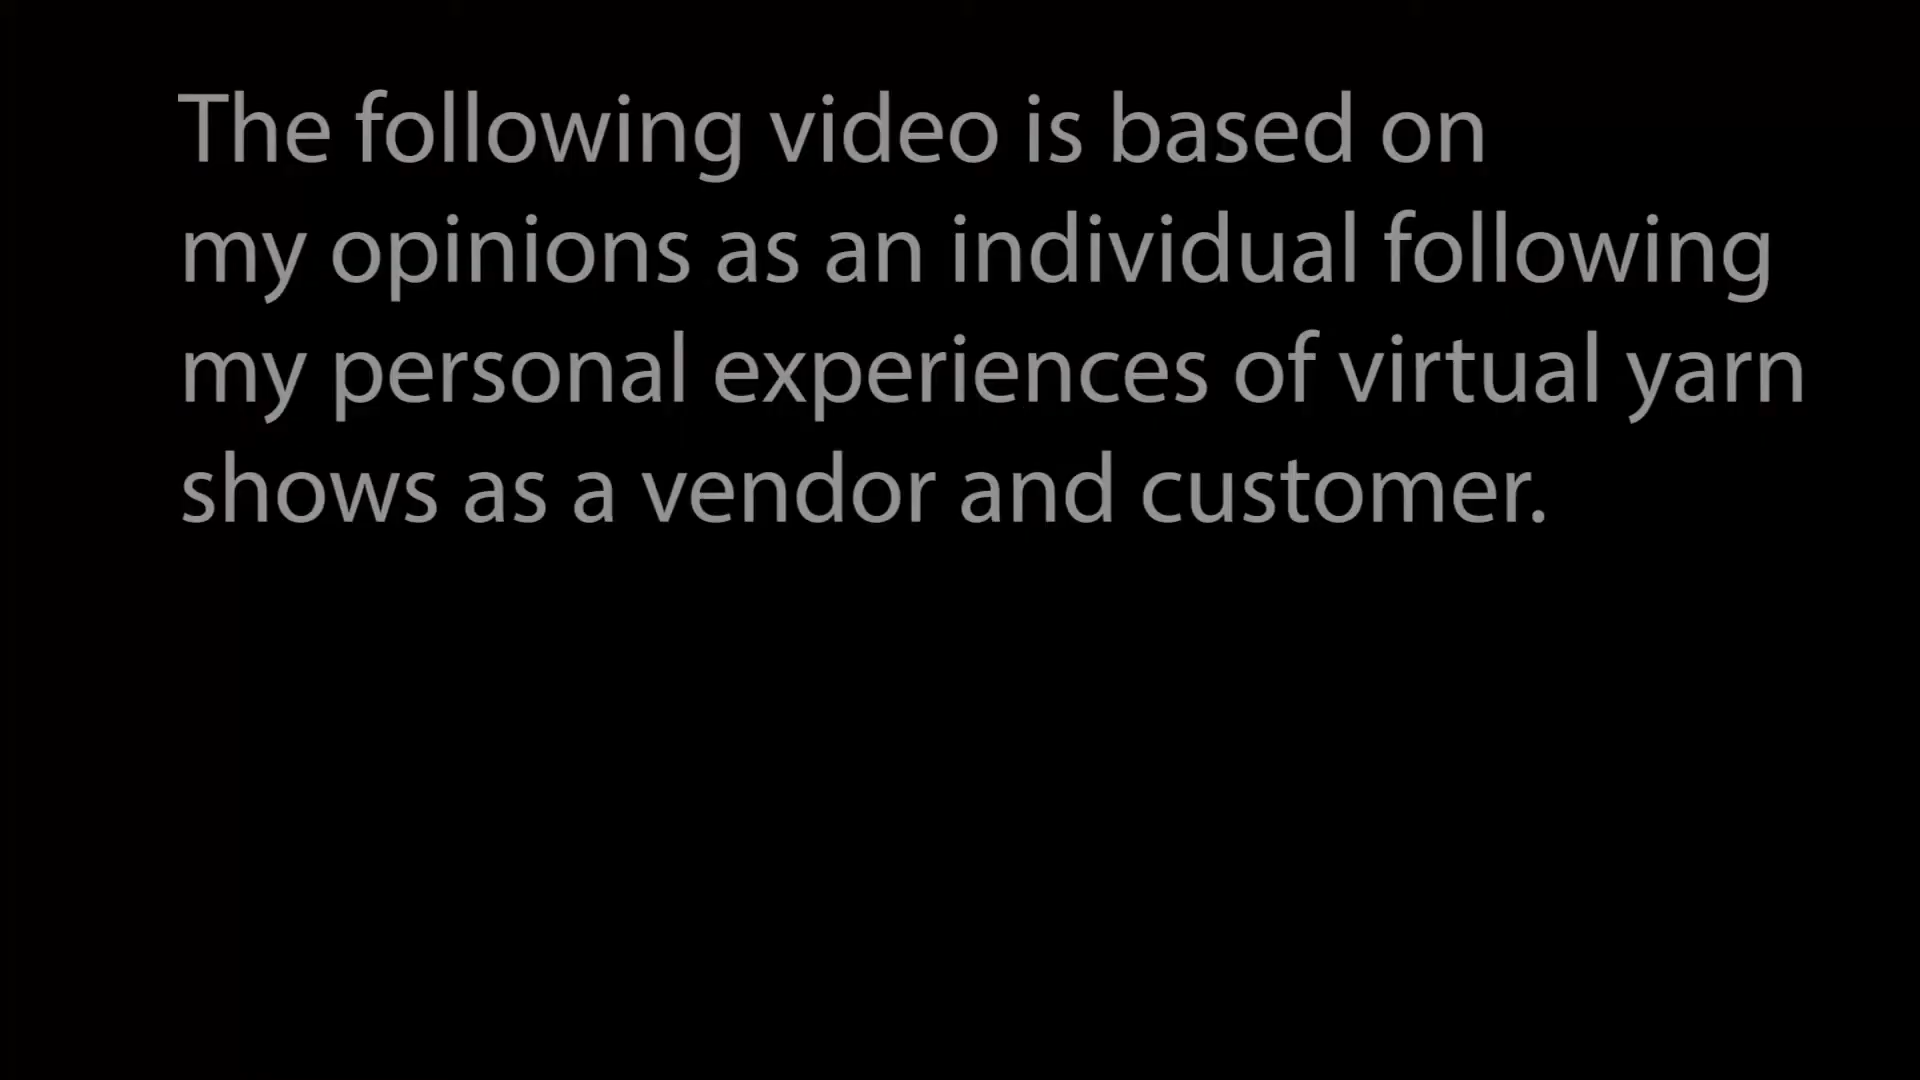 The following video is based on
my opinions as an individual following
my personal experiences of virtual yarn
shows as a vendor and customer.